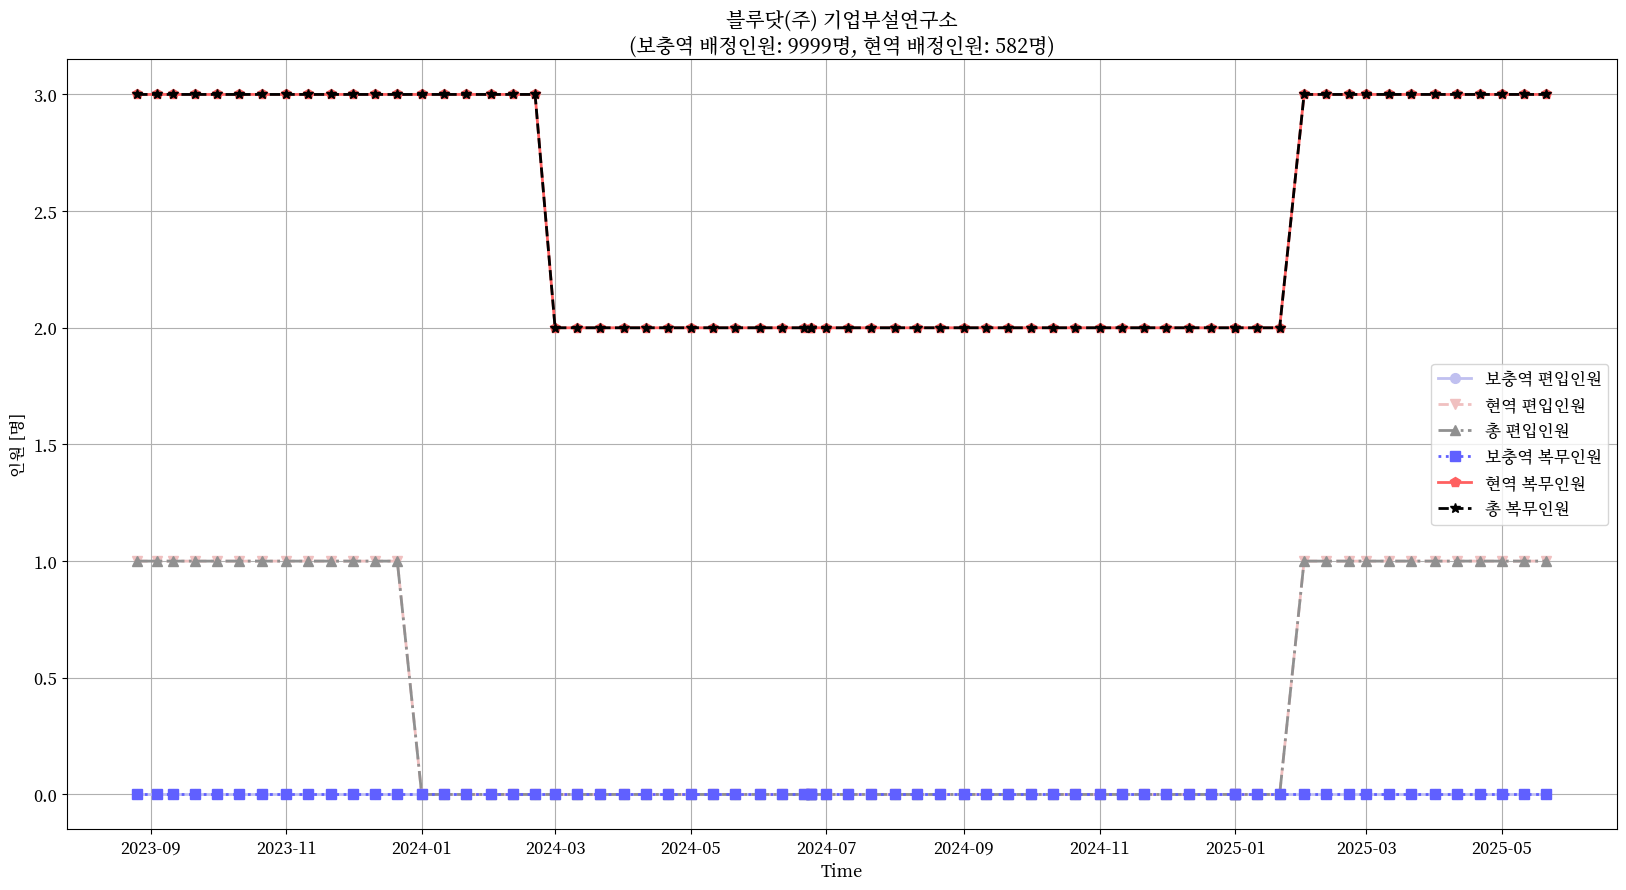 블루닷(주) 기업부설연구소
(보충역 배정인원: 9999명, 현역 배정인원: 582명)
3.0
2.5
2.0
1.5
1.0
0.5
0.0
인원 [명]
보충역 편입인원
현역 편입인원
총 편입인원
보충역 복무인원
현역 복무인원
총 복무인원
2023-09
2023-11
2024-01
2024-03
2024-05
2024-07
2024-09
2024-11
2025-01
2025-03
2025-05
Time